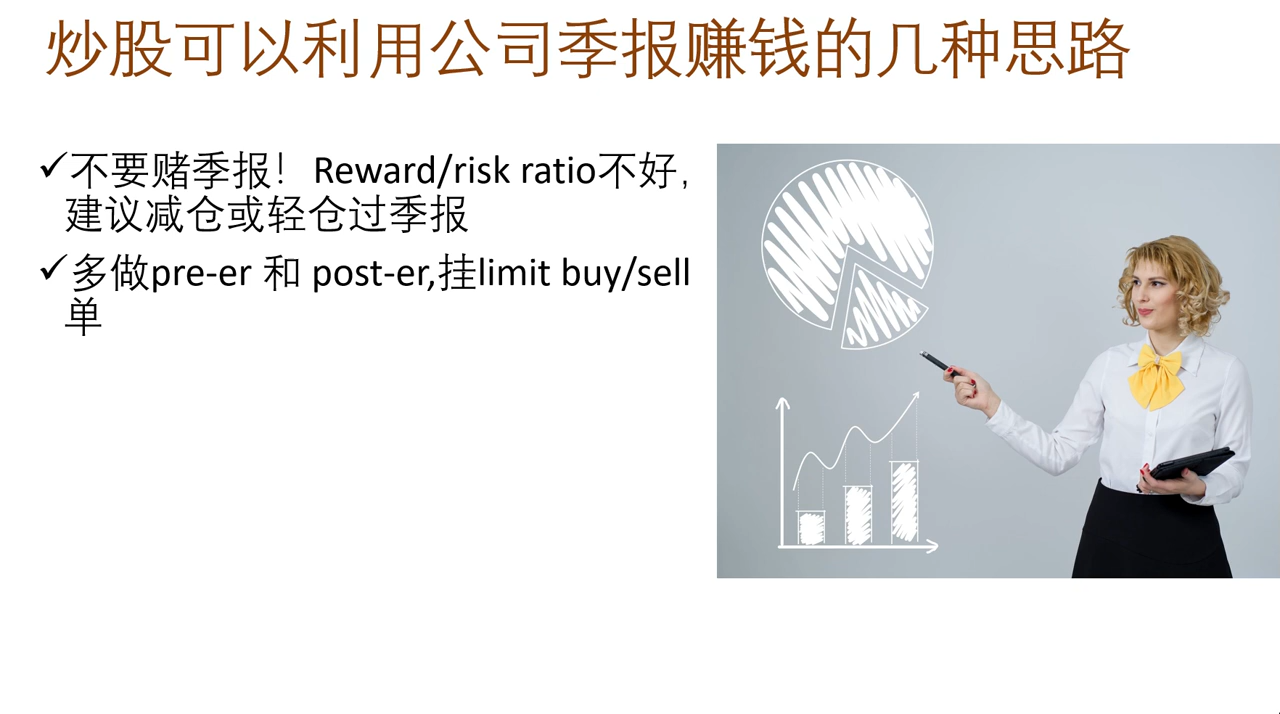 炒股可以利用公司季报赚钱的几种思路
✓不要赌季报！Reward/risk ratio不好，
建议减仓或轻仓过季报
✓多做pre-er 和 post-er,挂limit buy/sell
单